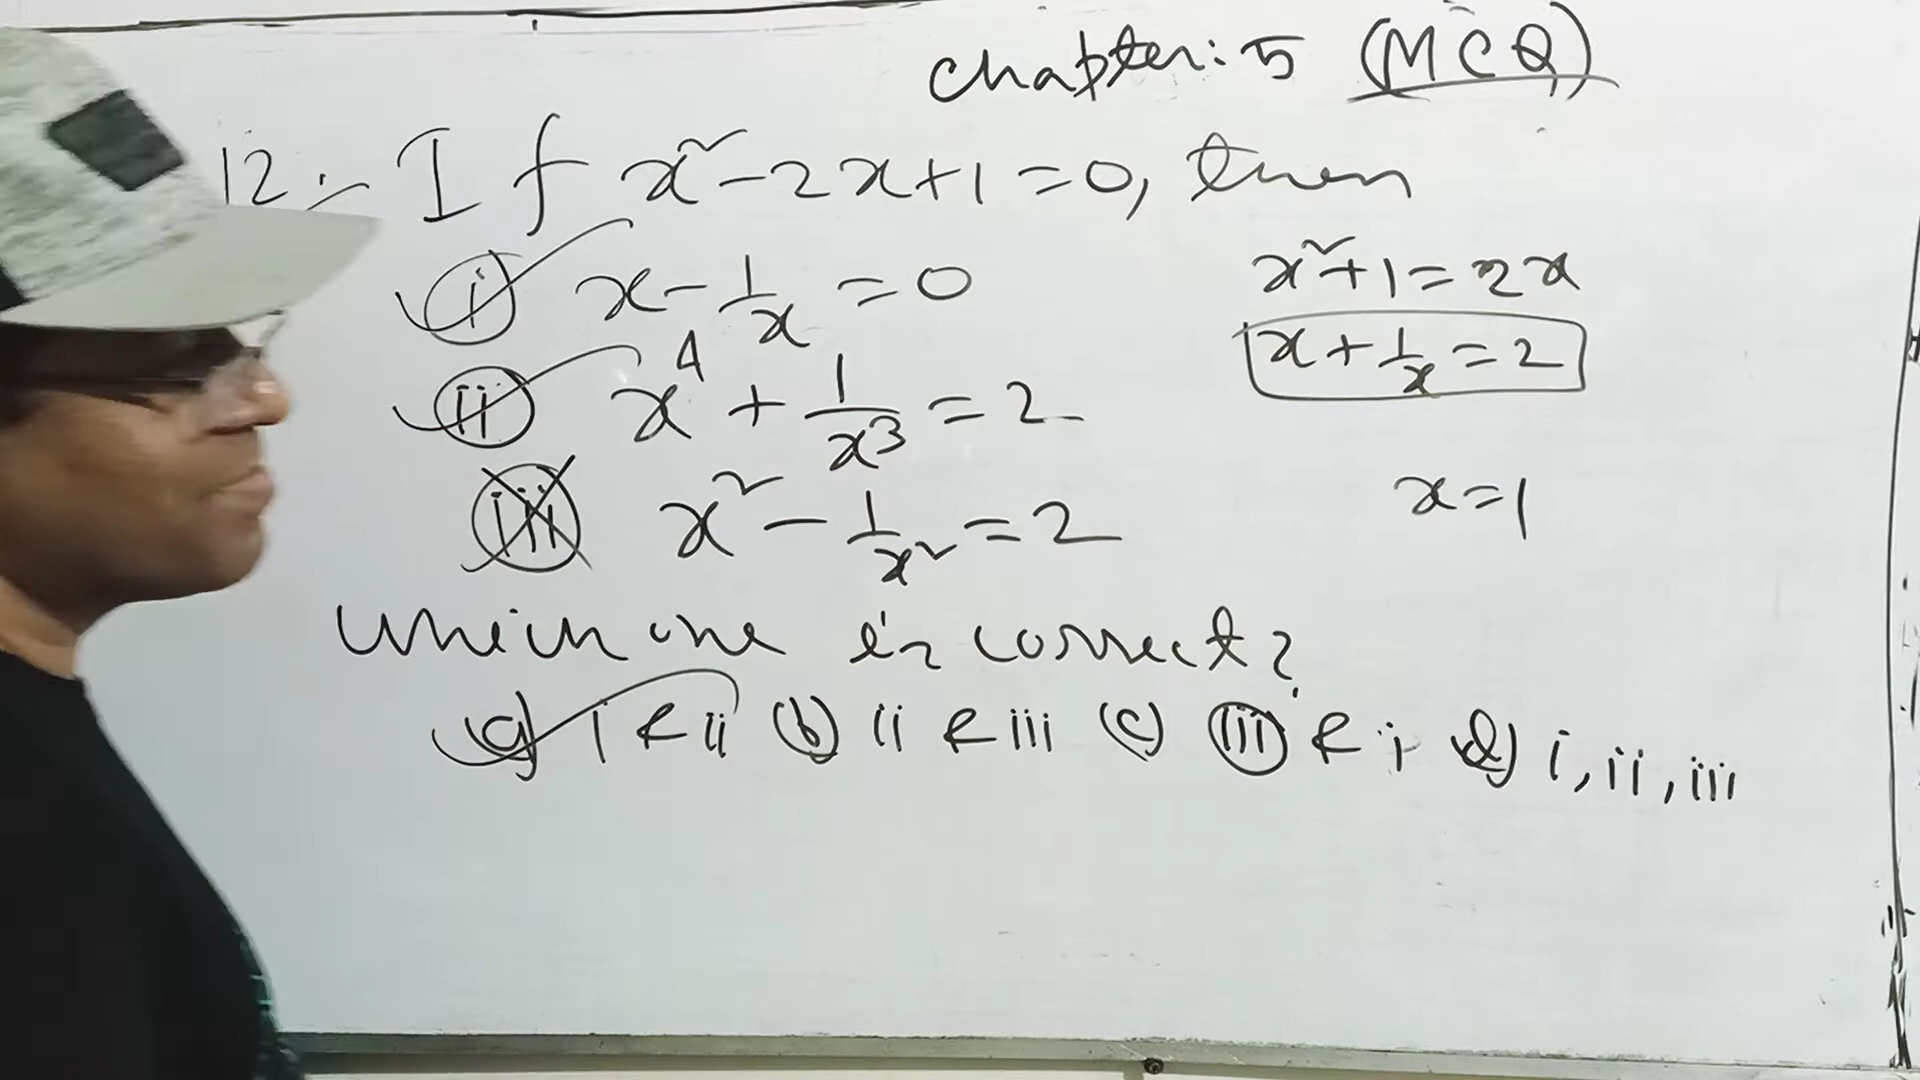 Chapter: 5 (MCQ)
12:- If x² - 2x + 1 = 0, then
(i) x - 1/x = 0
x² + 1 = 2x
(ii) x⁴ + 1/x³ = 2
x + 1/x = 2
(iii) x² - 1/x² = 2
x = 1
Which one is correct?
(a) i & ii (b) ii & iii (c) iii & i (d) i, ii, iii